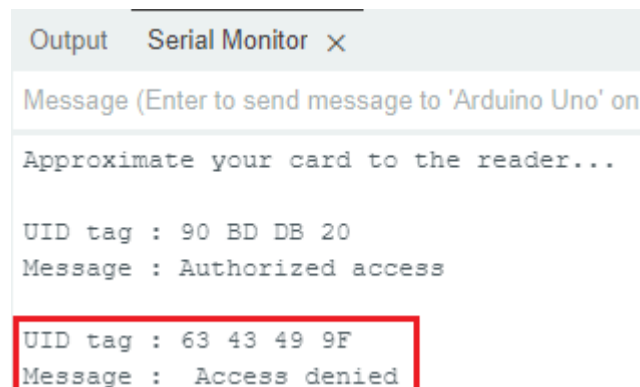 Output Serial Monitor ×
Message (Enter to send message to 'Arduino Uno' on
Approximate your card to the reader...
UID tag : 90 BD DB 20
Message : Authorized access
UID tag : 63 43 49 9F
Message :  Access denied